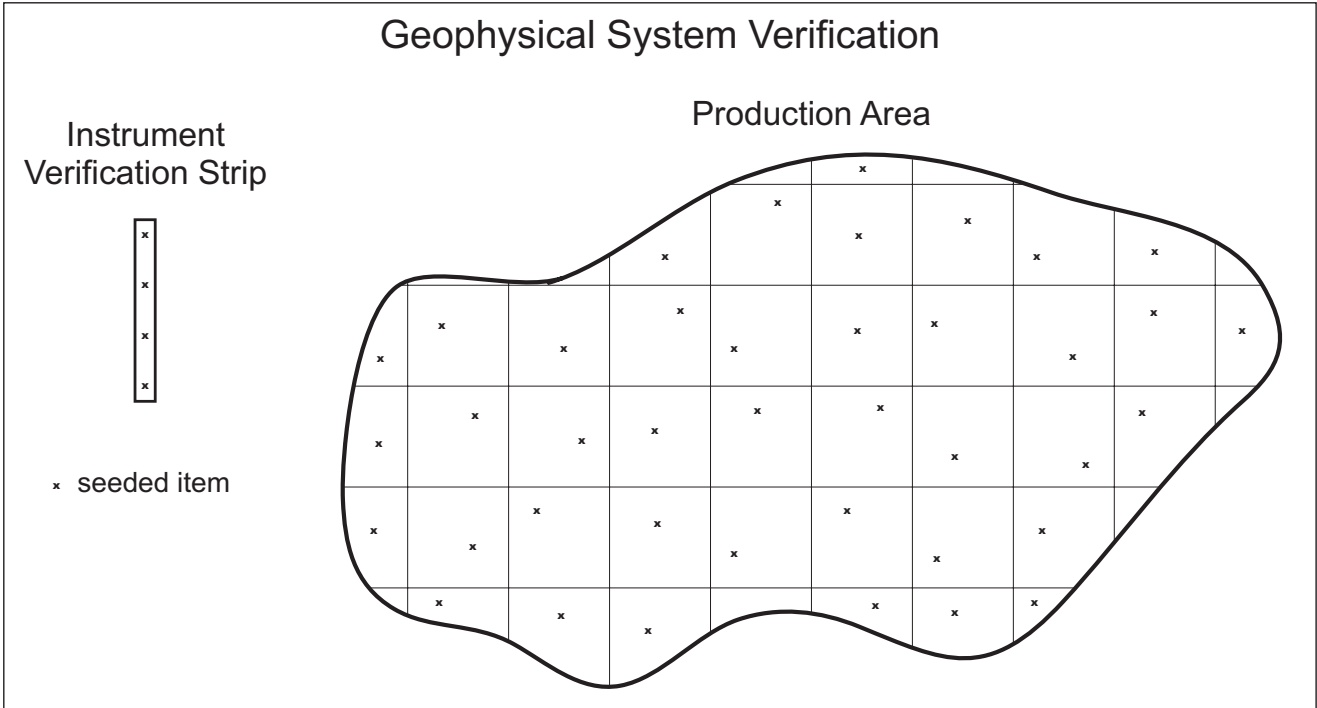 Geophysical System Verification
Production Area
Instrument
Verification Strip
x seeded item